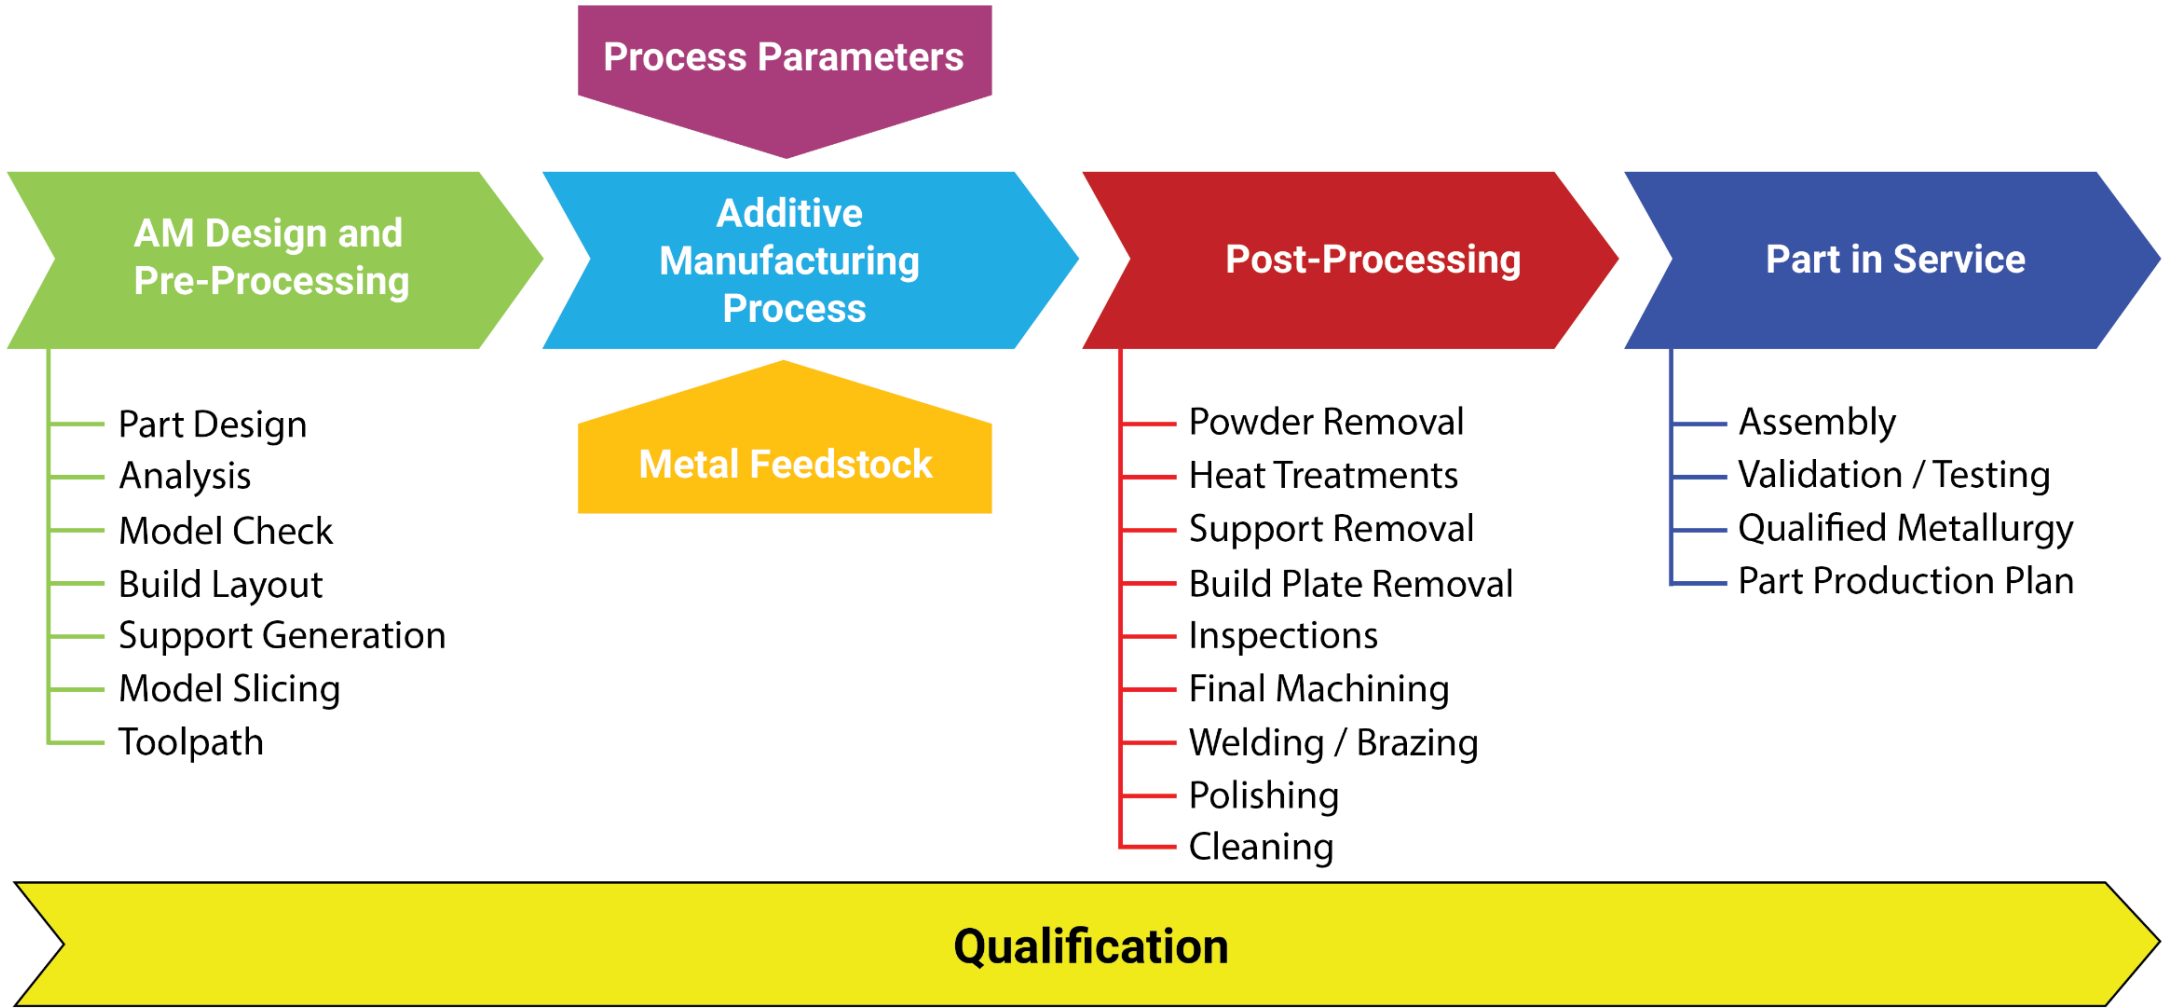 Process Parameters
AM Design and
Pre-Processing
Additive
Manufacturing
Process
Post-Processing
Part in Service
Metal Feedstock
Part Design
Analysis
Model Check
Build Layout
Support Generation
Model Slicing
Toolpath
Powder Removal
Heat Treatments
Support Removal
Build Plate Removal
Inspections
Final Machining
Welding / Brazing
Polishing
Cleaning
Assembly
Validation / Testing
Qualified Metallurgy
Part Production Plan
Qualification